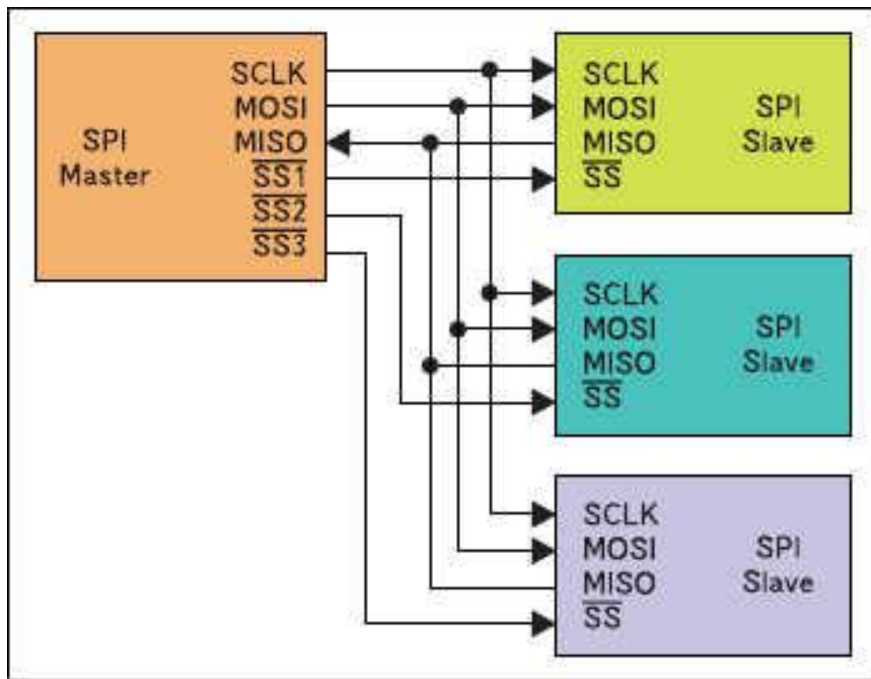 SPI
Master
SCLK
MOSI
MISO
SS1
SS2
SS3
SCLK
MOSI
MISO
SS
SPI
Slave
SCLK
MOSI
MISO
SS
SPI
Slave
SCLK
MOSI
MISO
SS
SPI
Slave